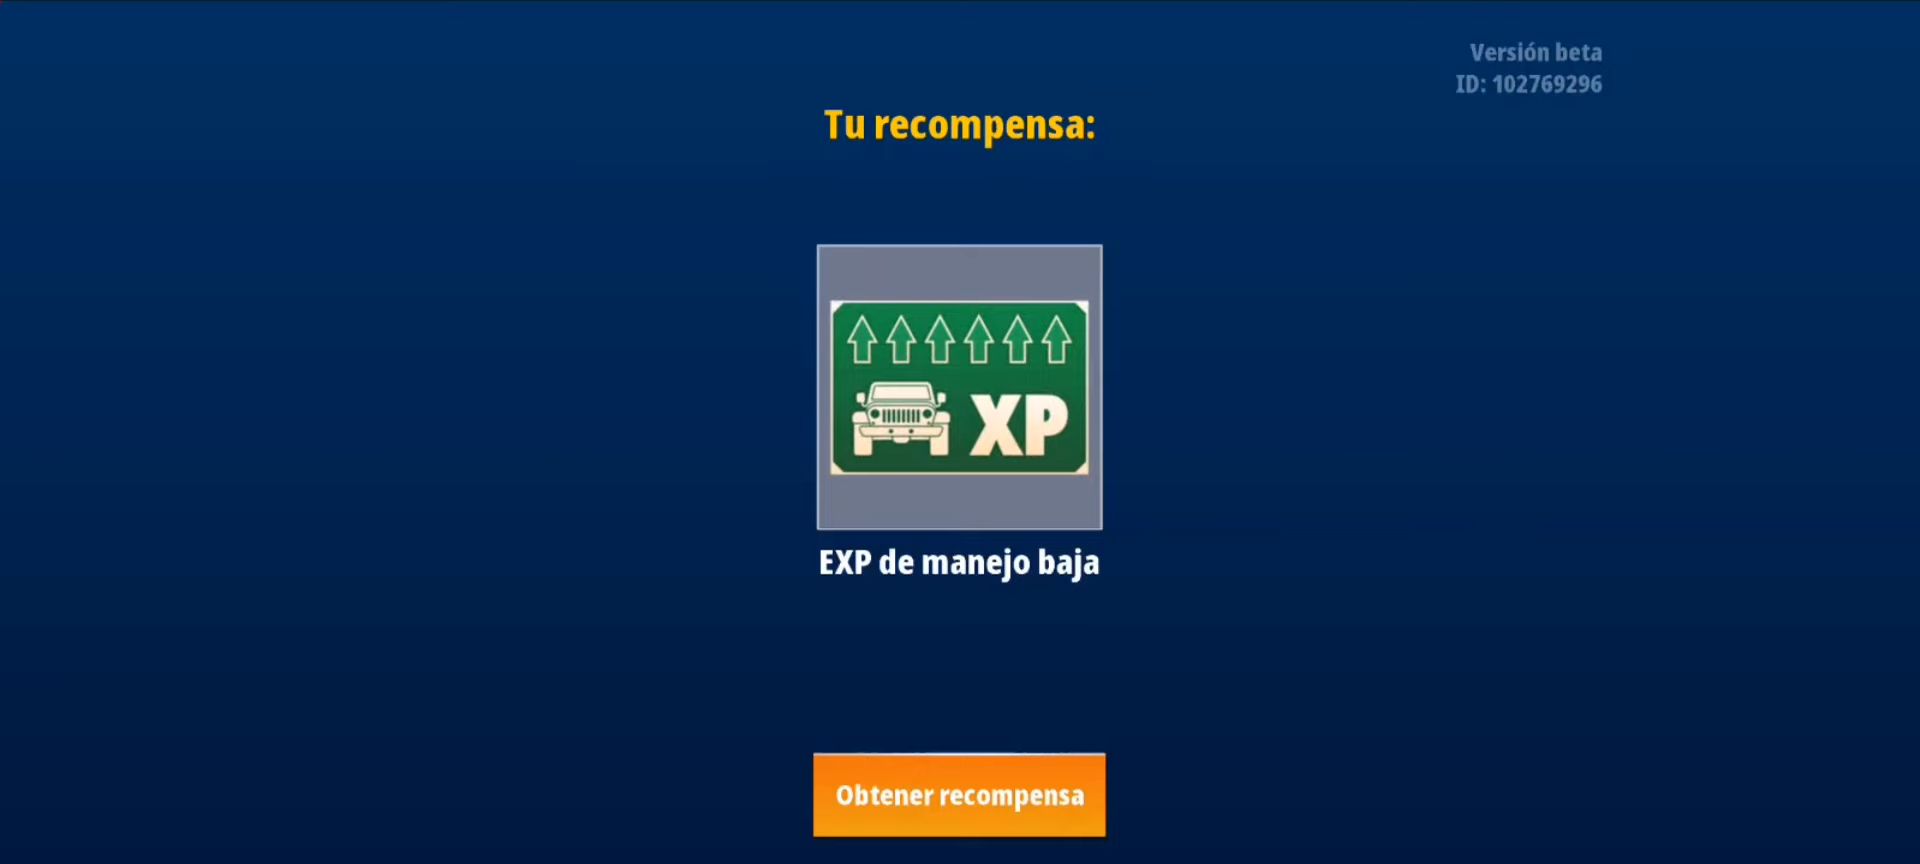 Versión beta
ID: 102769296
Tu recompensa:
XP
EXP de manejo baja
Obtener recompensa